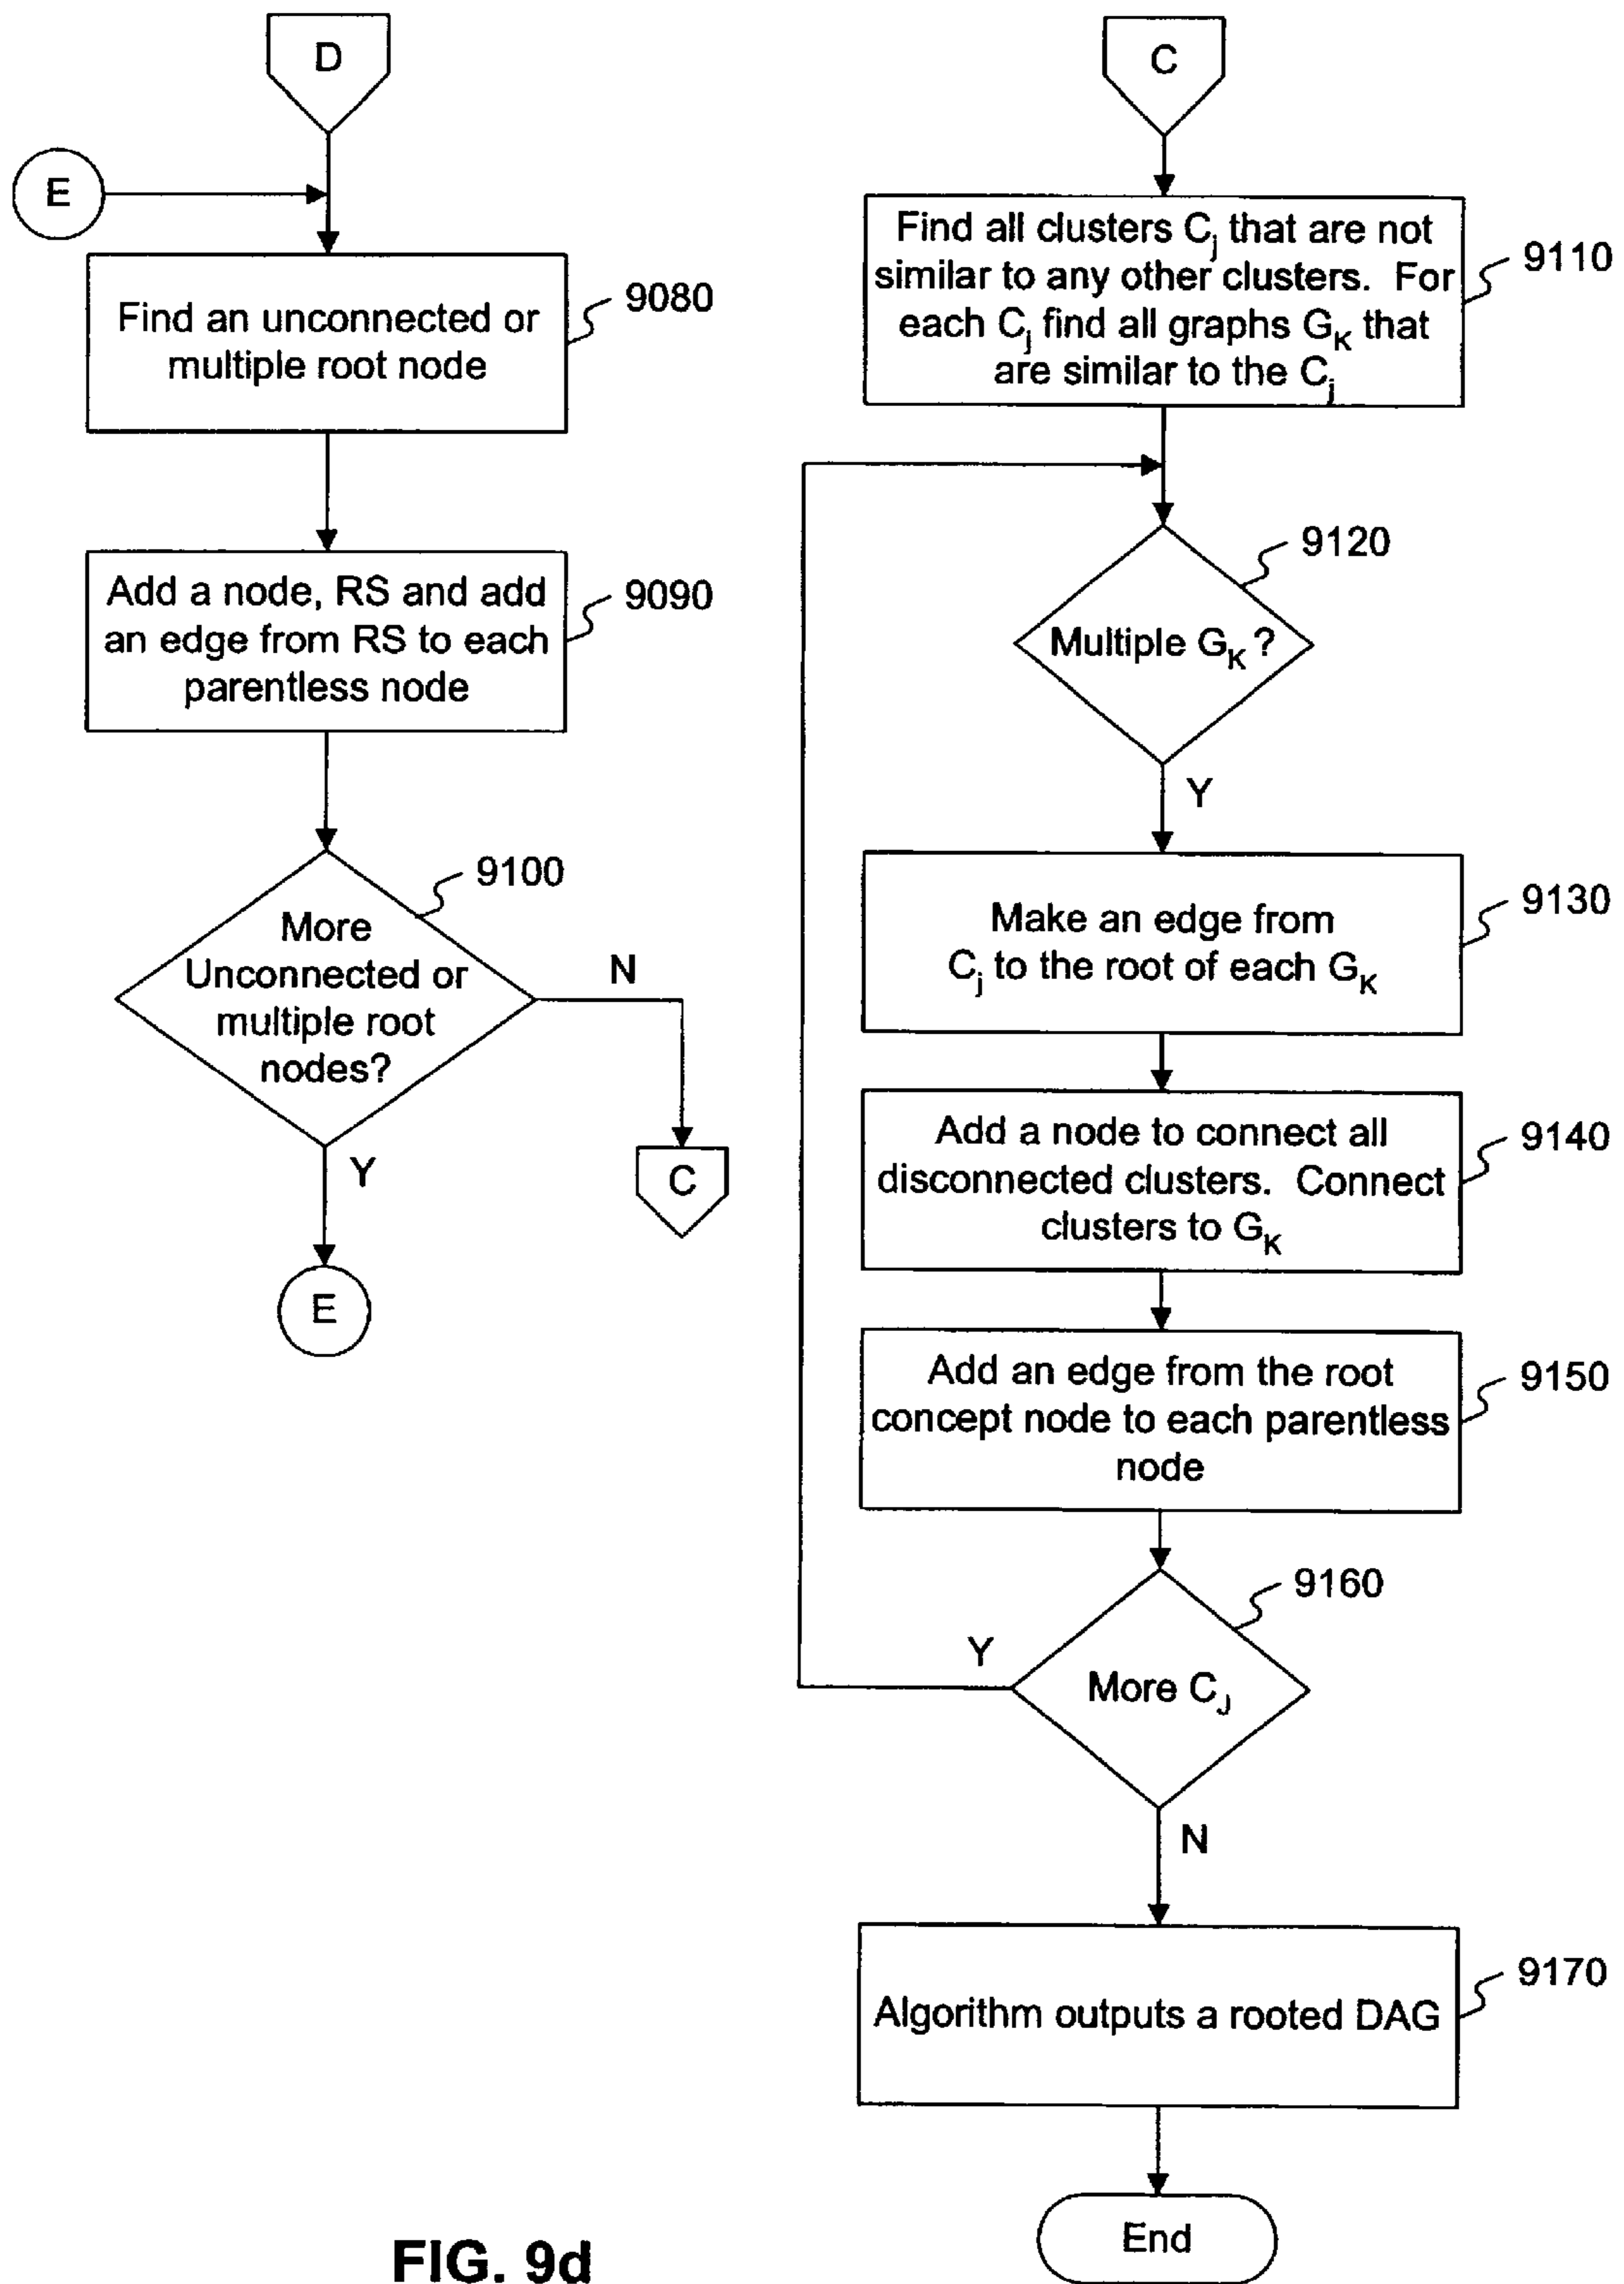 D
E
Find an unconnected or
multiple root node
9080
Add a node, RS and add
an edge from RS to each
parentless node
9090
More
Unconnected or
multiple root
nodes?
9100
N
C
Y
E
C
Find all clusters Cj that are not
similar to any other clusters. For
each Cj find all graphs GK that
are similar to the Cj
9110
Multiple GK ?
9120
Y
Make an edge from
Cj to the root of each GK
9130
Add a node to connect all
disconnected clusters. Connect
clusters to GK
9140
Add an edge from the root
concept node to each parentless
node
9150
More CJ
9160
Y
N
Algorithm outputs a rooted DAG
9170
End
FIG. 9d